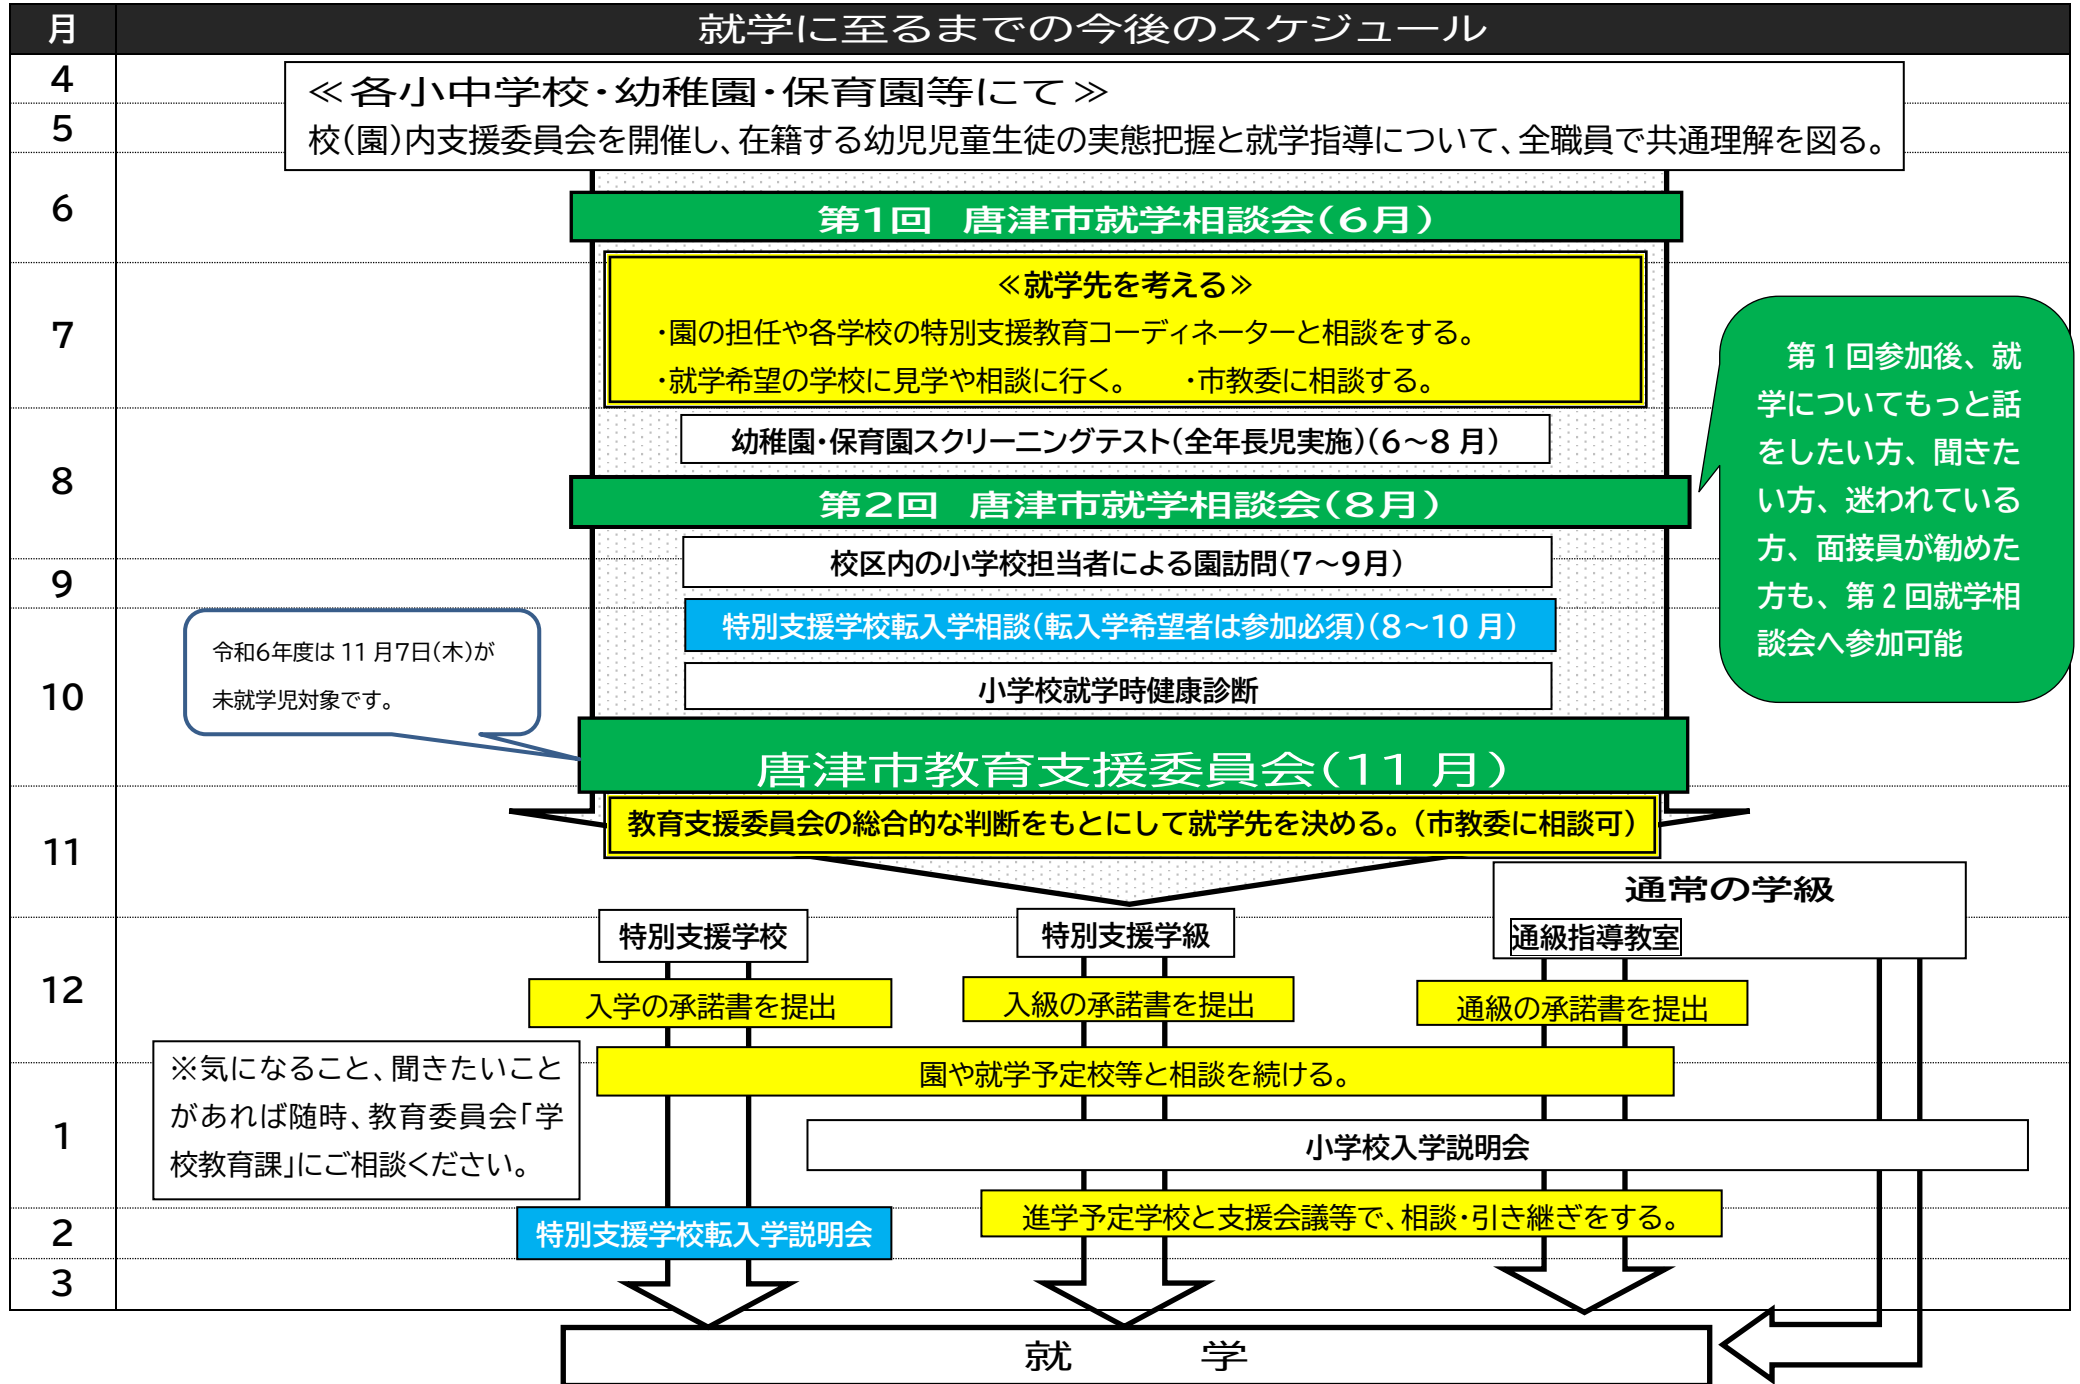 月
就学に至るまでの今後のスケジュール
4
5
6
7
8
9
10
11
12
1
2
3
≪各小中学校・幼稚園・保育園等にて≫
校(園)内支援委員会を開催し、在籍する幼児児童生徒の実態把握と就学指導について、全職員で共通理解を図る。
第1回 唐津市就学相談会(6月)
≪就学先を考える≫
・園の担任や各学校の特別支援教育コーディネーターと相談をする。
・就学希望の学校に見学や相談に行く。 ・市教委に相談する。
幼稚園・保育園スクリーニングテスト(全年長児実施)(6～8 月)
第2回 唐津市就学相談会(8月)
第1回参加後、就
学についてもっと話
をしたい方、聞きた
い方、迷われている
方、面接員が勧めた
方も、第2回就学相
談会へ参加可能
校区内の小学校担当者による園訪問(7～9月)
特別支援学校転入学相談(転入学希望者は参加必須)(8～10 月)
小学校就学時健康診断
令和6年度は 11 月7日(木)が
未就学児対象です。
唐津市教育支援委員会(11 月)
教育支援委員会の総合的な判断をもとにして就学先を決める。(市教委に相談可)
特別支援学校
特別支援学級
通常の学級
通級指導教室
入学の承諾書を提出
入級の承諾書を提出
通級の承諾書を提出
園や就学予定校等と相談を続ける。
※気になること、聞きたいこと
があれば随時、教育委員会「学
校教育課」にご相談ください。
小学校入学説明会
進学予定学校と支援会議等で、相談・引き継ぎをする。
特別支援学校転入学説明会
就 学